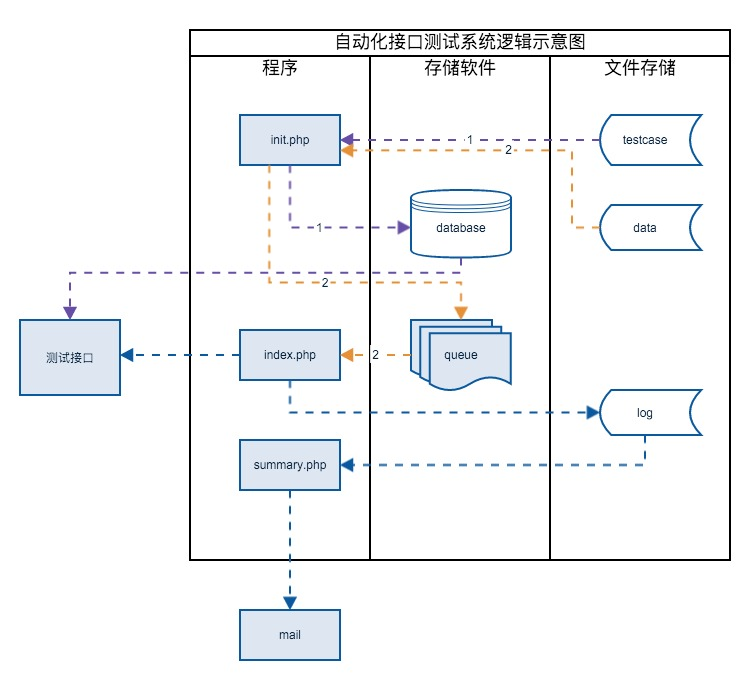 自动化接口测试系统逻辑示意图
程序
存储软件
文件存储
init.php
1
testcase
2
1
database
data
2
测试接口
index.php
2
queue
log
summary.php
mail